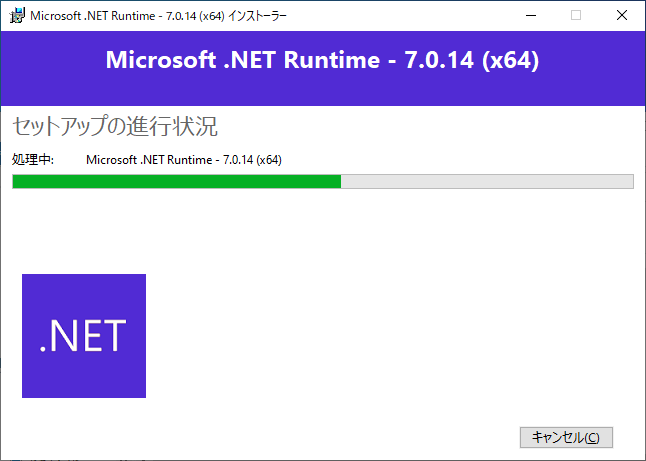 Microsoft .NET Runtime - 7.0.14 (x64) インストーラー
Microsoft .NET Runtime - 7.0.14 (x64)
セットアップの進行状況
処理中: Microsoft .NET Runtime - 7.0.14 (x64)
.NET
キャンセル(C)